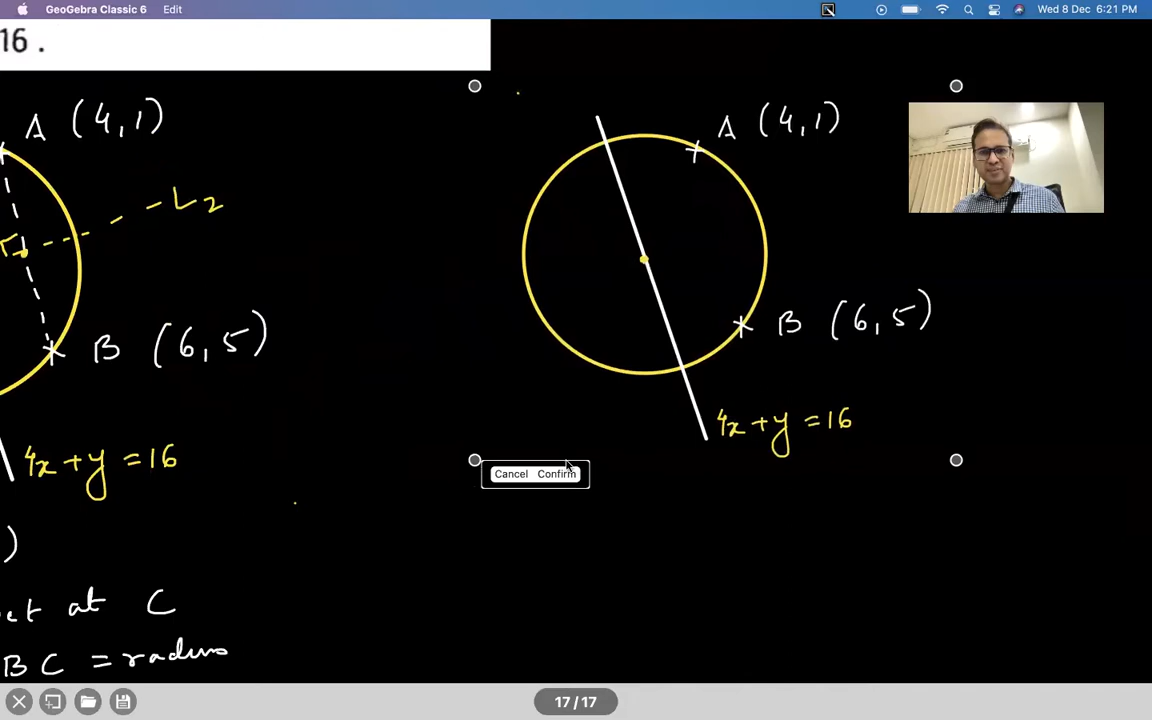 GeoGebra Classic 6 Edit Wed 8 Dec 6:21 PM
16 .
A (4,1)
L2
B (6,5)
4x + y = 16
)
at C
BC = radius
A (4,1)
B (6,5)
4x + y = 16
Cancel Confirm
17/17